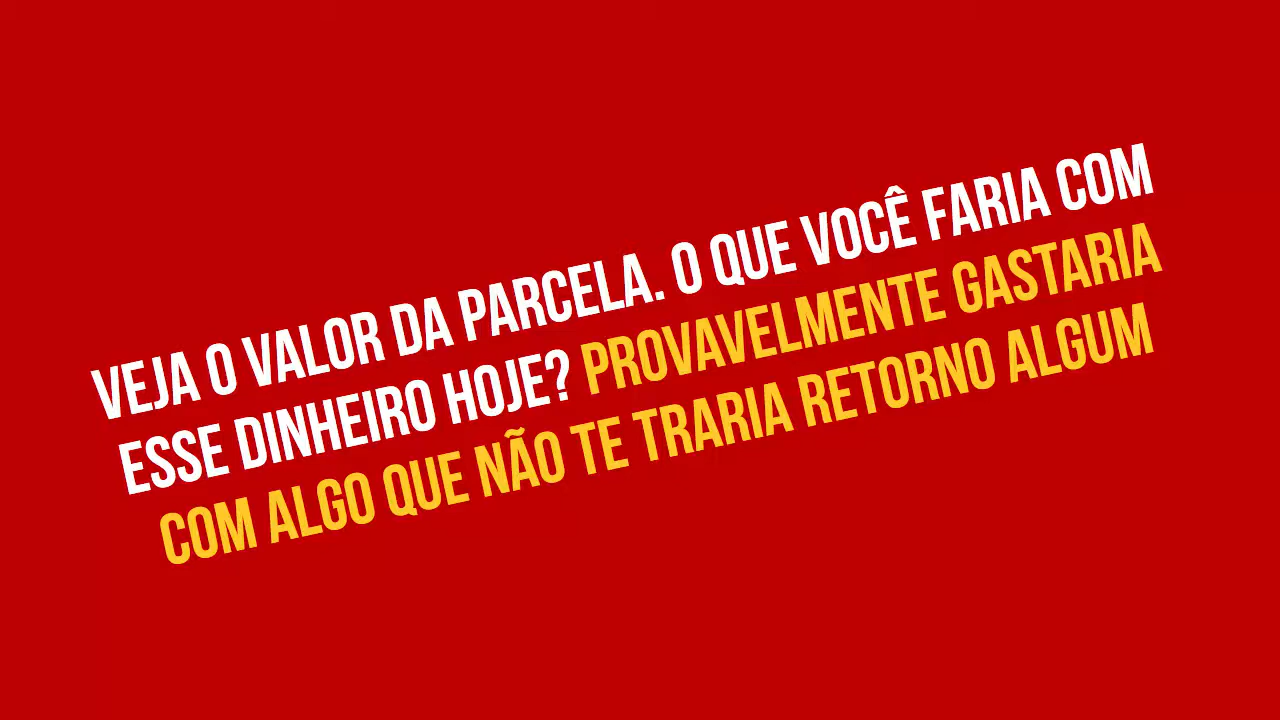 VEJA O VALOR DA PARCELA. O QUE VOCÊ FARIA COM
ESSE DINHEIRO HOJE? PROVAVELMENTE GASTARIA
COM ALGO QUE NÃO TE TRARIA RETORNO ALGUM